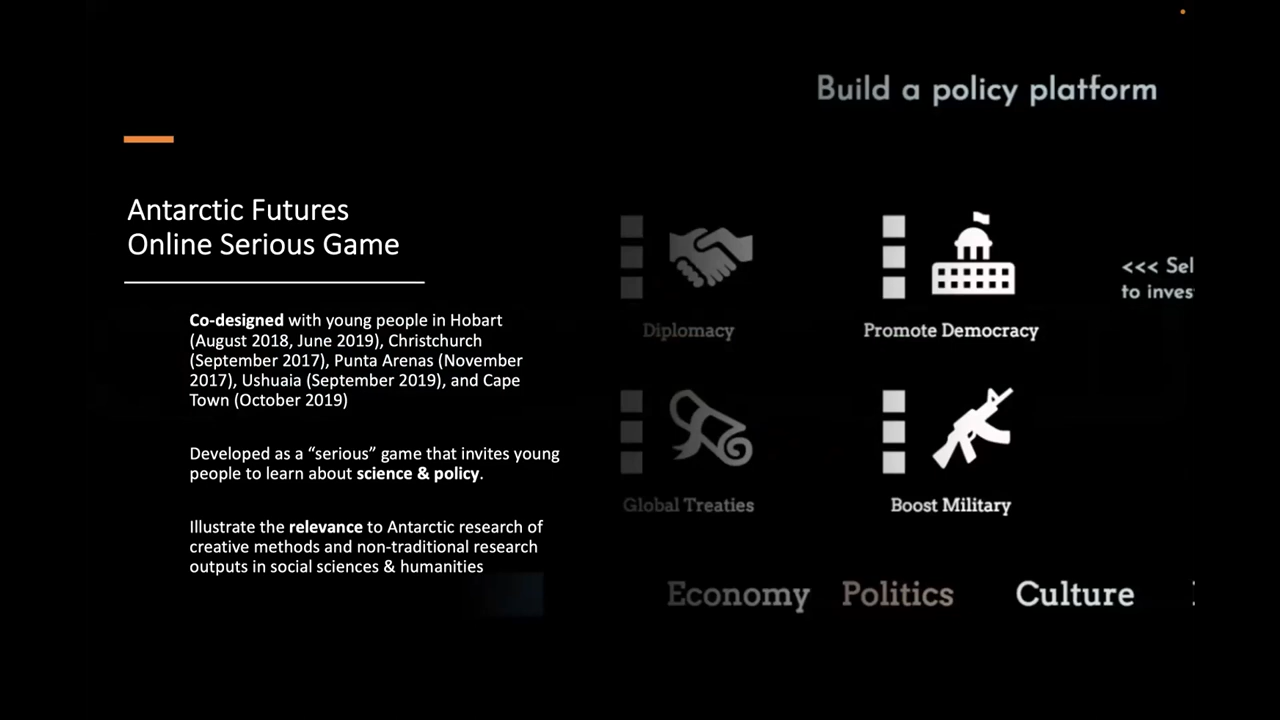 Build a policy platform
Antarctic Futures
Online Serious Game
Co-designed with young people in Hobart
(August 2018, June 2019), Christchurch
(September 2017), Punta Arenas (November
2017), Ushuaia (September 2019), and Cape
Town (October 2019)
Developed as a “serious” game that invites young
people to learn about science & policy.
Illustrate the relevance to Antarctic research of
creative methods and non-traditional research
outputs in social sciences & humanities
Diplomacy
Promote Democracy
<<< Sel
to inves
Global Treaties
Boost Military
Economy
Politics
Culture